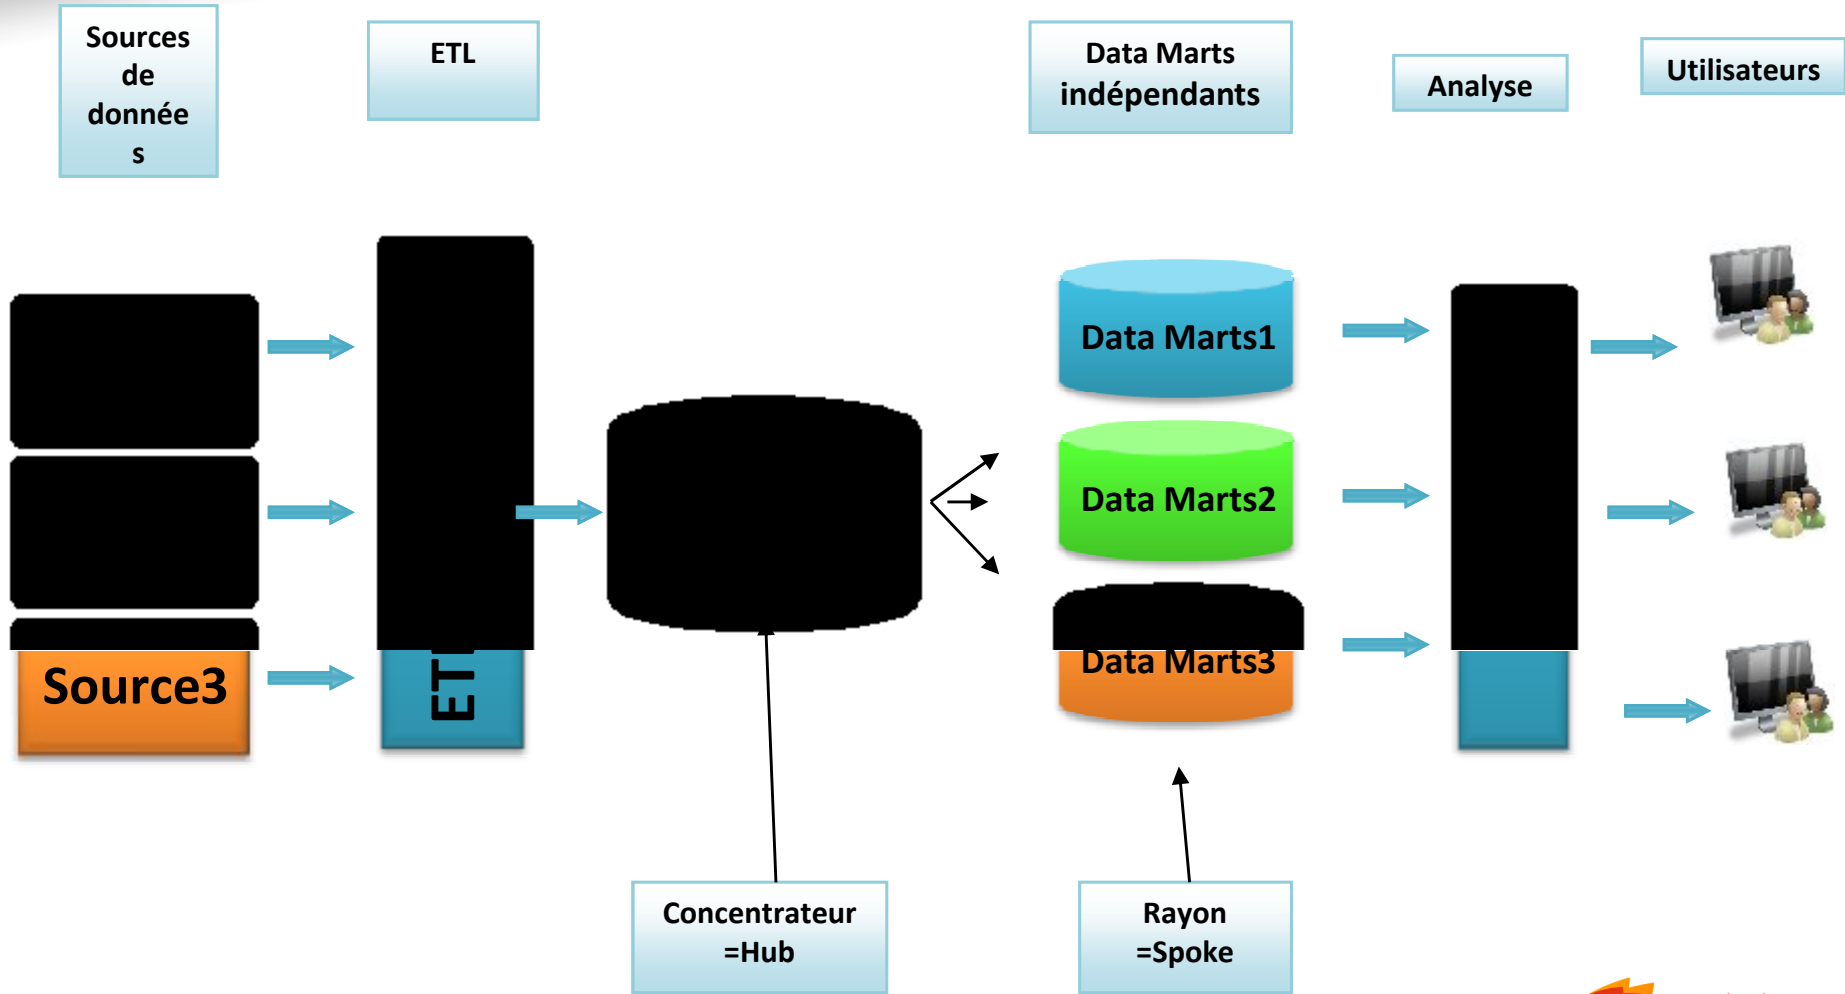 Sources
de
donnée
s
ETL
Data Marts
indépendants
Analyse
Utilisateurs
Data Marts1
Data Marts2
Data Marts3
Source3
Concentrateur
=Hub
Rayon
=Spoke